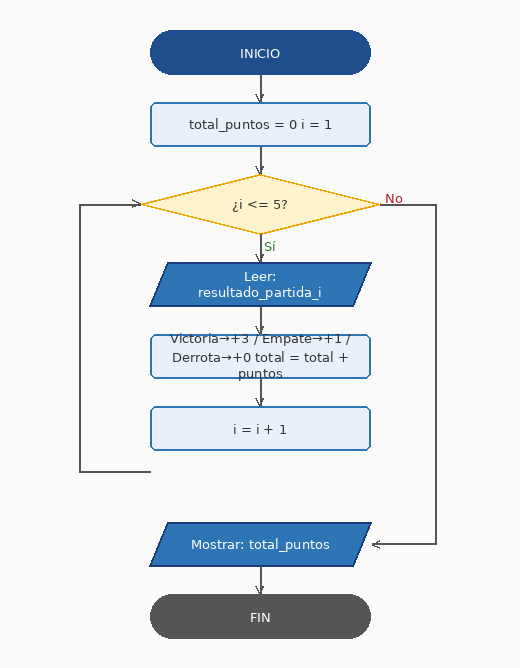 INICIO
total_puntos = 0 i = 1
¿i <= 5?
No
Sí
Leer:
resultado_partida_i
Victoria→+3 / Empate→+1 /
Derrota→+0 total = total +
puntos
i = i + 1
Mostrar: total_puntos
FIN